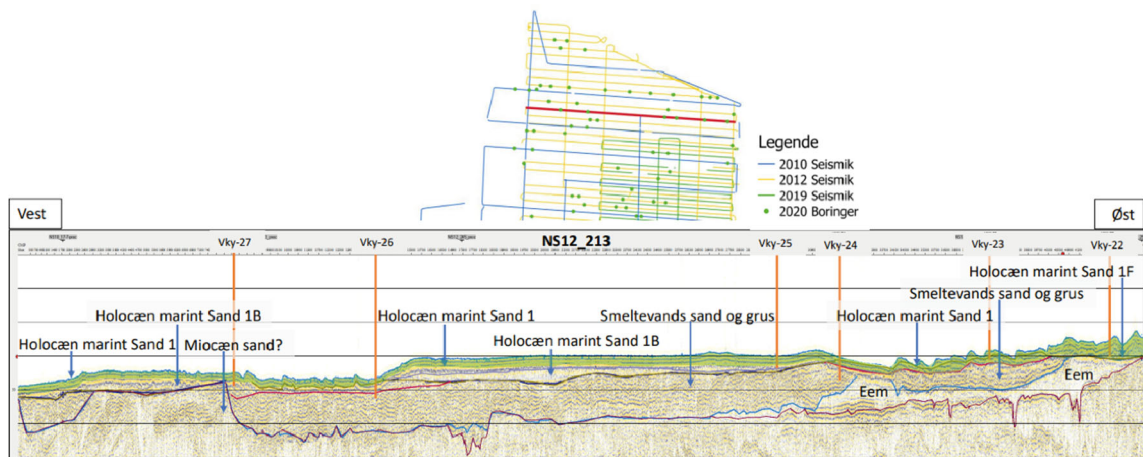 Legende
2010 Seismik
2012 Seismik
2019 Seismik
2020 Boringer
Vest
Øst
NS12_213
Vky-27
Vky-26
Vky-25
Vky-24
Vky-23
Vky-22
Holocæn marint Sand 1F
Smeltevands sand og grus
Holocæn marint Sand 1B
Holocæn marint Sand 1
Smeltevands sand og grus
Holocæn marint Sand 1
Holocæn marint Sand 1
Miocæn sand?
Holocæn marint Sand 1B
Eem
Eem